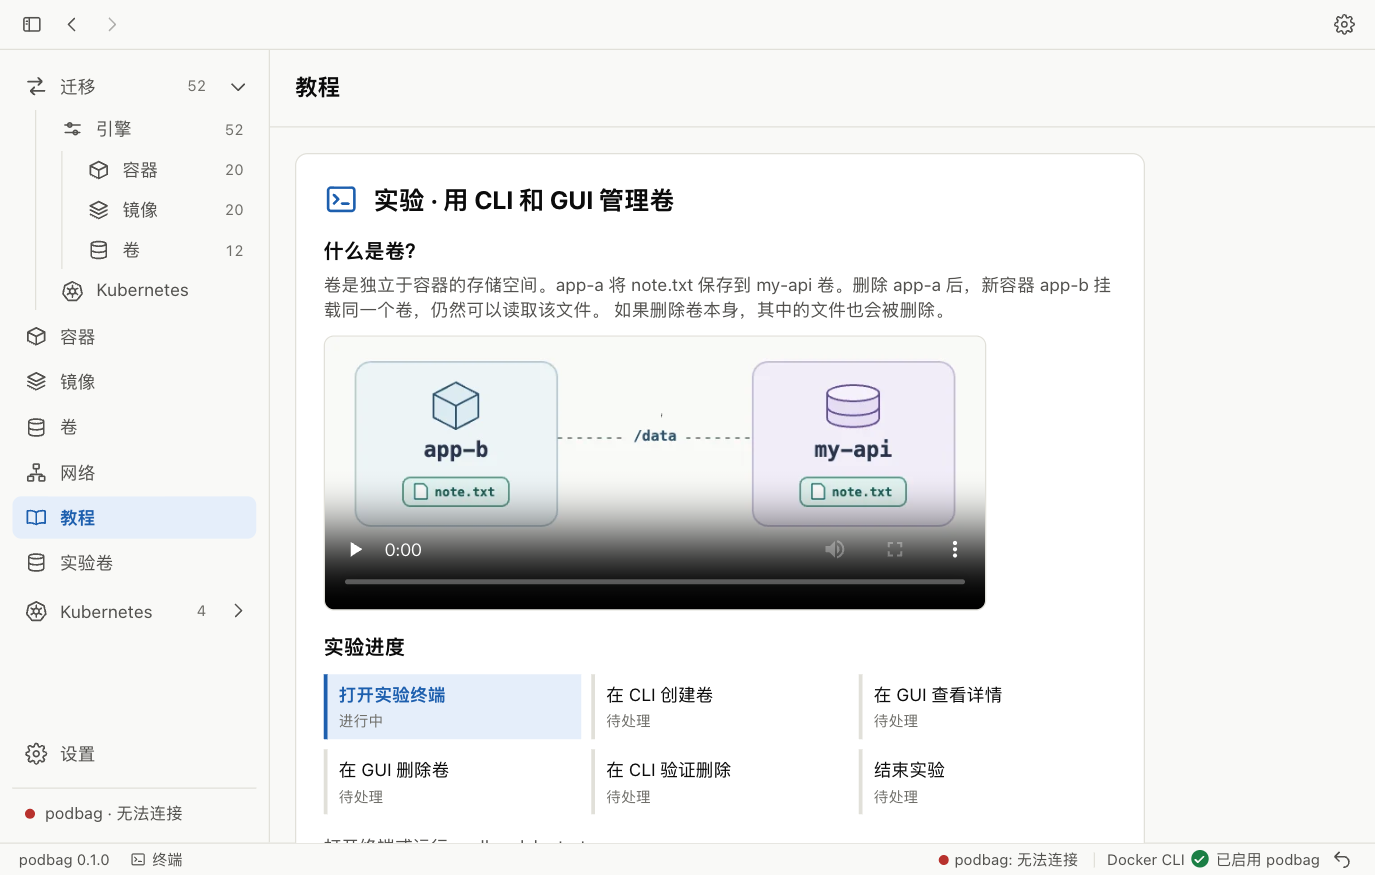 迁移 52
引擎 52
容器 20
镜像 20
卷 12
Kubernetes
容器
镜像
卷
网络
教程
实验卷
Kubernetes 4
设置
podbag · 无法连接
教程
实验 · 用 CLI 和 GUI 管理卷
什么是卷?
卷是独立于容器的存储空间。app-a 将 note.txt 保存到 my-api 卷。删除 app-a 后，新容器 app-b 挂
载同一个卷，仍然可以读取该文件。 如果删除卷本身，其中的文件也会被删除。
app-b
note.txt
/data
my-api
note.txt
0:00
实验进度
打开实验终端
进行中
在 CLI 创建卷
待处理
在 GUI 查看详情
待处理
在 GUI 删除卷
待处理
在 CLI 验证删除
待处理
结束实验
待处理
podbag 0.1.0
终端
podbag: 无法连接
Docker CLI 已启用 podbag